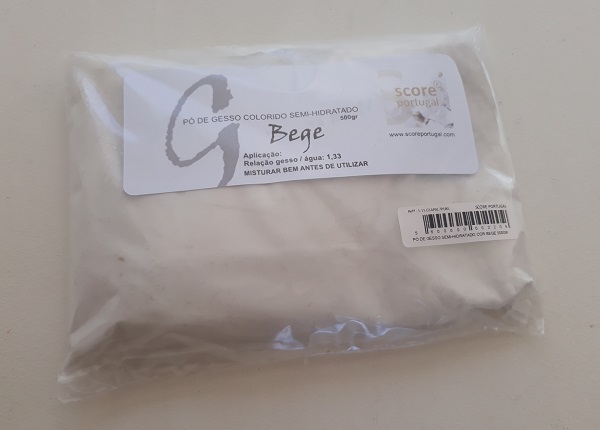 G
PÓ DE GESSO COLORIDO SEMI-HIDRATADO
500gr
Bege
Aplicação:
Relação gesso / água: 1,33
MISTURAR BEM ANTES DE UTILIZAR
score
portugal
www.scoreportugal.com
SCORE PORTUGAL
PÓ DE GESSO SEMI-HIDRATADO COR BEGE 500GR